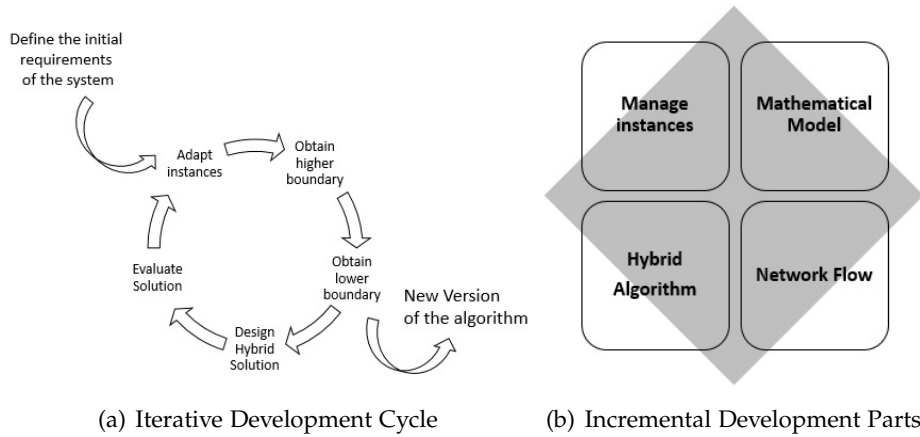 Define the initial
requirements
of the system
Adapt
instances
Obtain
higher
boundary
Obtain
lower
boundary
New Version
of the algorithm
Design
Hybrid
Solution
Evaluate
Solution
(a) Iterative Development Cycle
Manage
instances
Mathematical
Model
Hybrid
Algorithm
Network Flow
(b) Incremental Development Parts